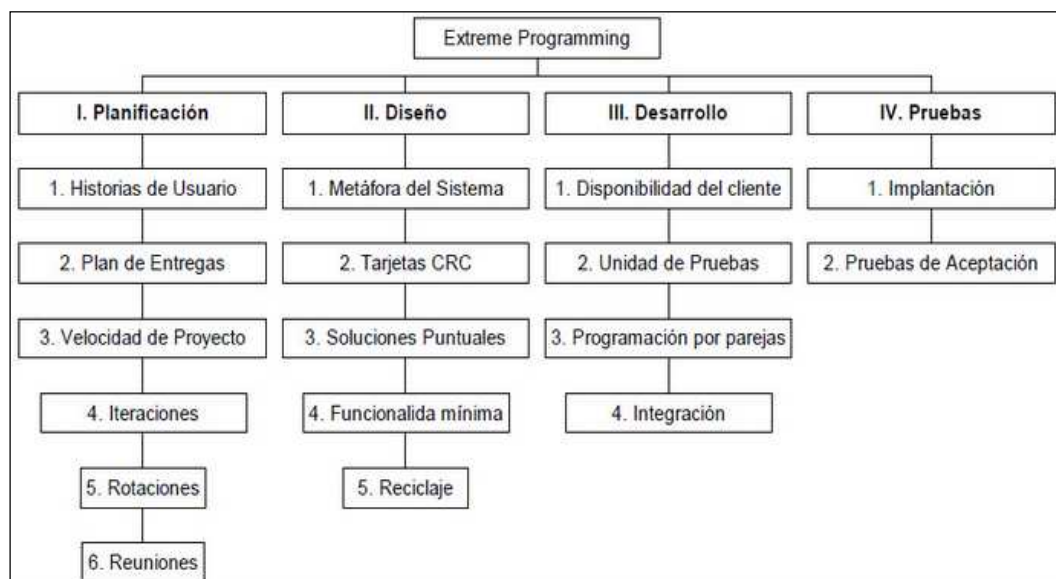 Extreme Programming
I. Planificación
II. Diseño
III. Desarrollo
IV. Pruebas
1. Historias de Usuario
1. Metáfora del Sistema
1. Disponibilidad del cliente
1. Implantación
2. Plan de Entregas
2. Tarjetas CRC
2. Unidad de Pruebas
2. Pruebas de Aceptación
3. Velocidad de Proyecto
3. Soluciones Puntuales
3. Programación por parejas
4. Iteraciones
4. Funcionalida mínima
4. Integración
5. Rotaciones
5. Reciclaje
6. Reuniones